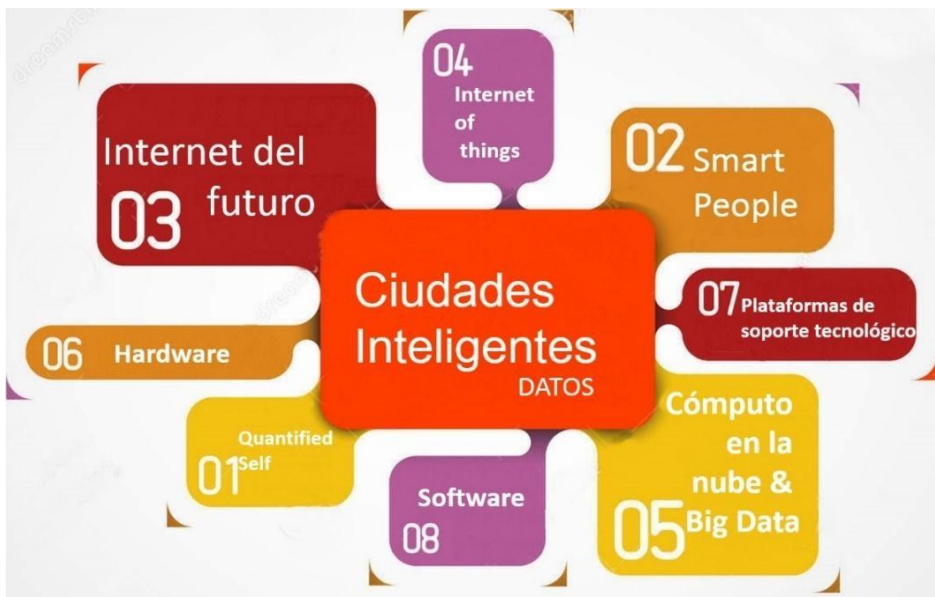 04
Internet
of
things
Internet del
03 futuro
02 Smart
People
Ciudades
Inteligentes
DATOS
07 Plataformas de
soporte tecnológico
06 Hardware
Quantified
01 Self
Software
08
Cómputo
en la
nube &
05 Big Data